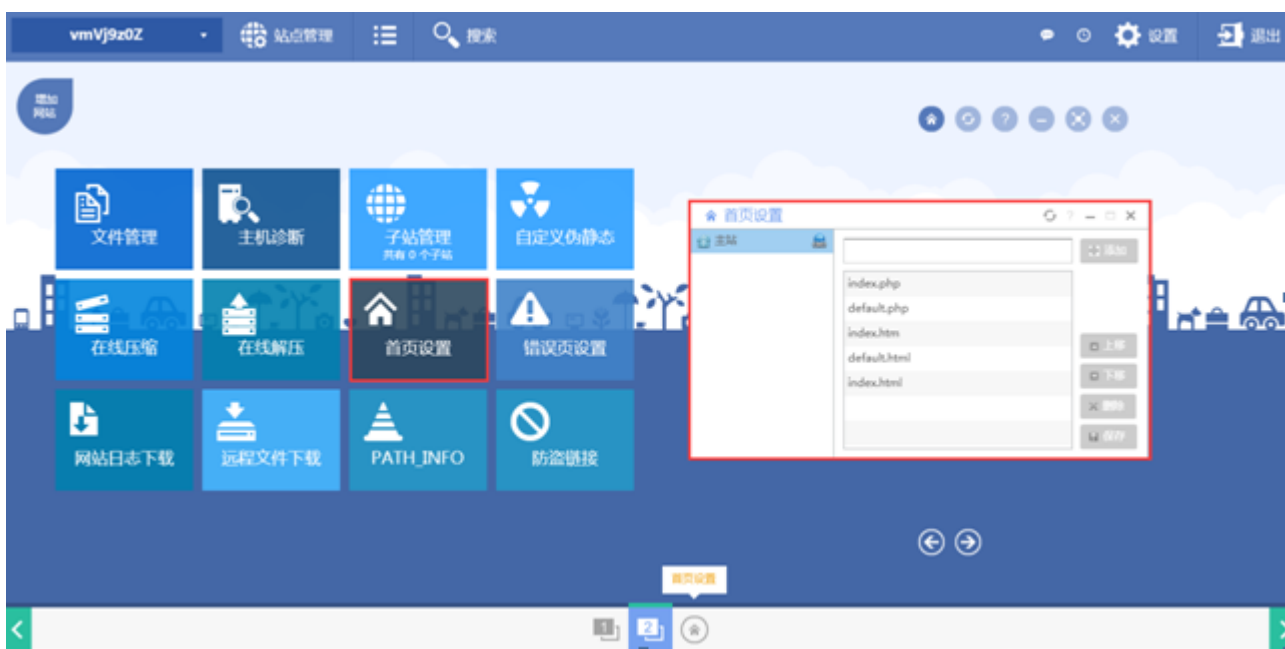 vmVj9z0Z
站点管理
搜索
设置
退出
增加
网站
文件管理
主机诊断
子站管理
共有 0 个子站
自定义伪静态
在线压缩
在线解压
首页设置
错误页设置
网站日志下载
远程文件下载
PATH_INFO
防盗链接
首页设置
主站
添加
index.php
default.php
index.htm
default.html
index.html
上移
下移
删除
保存
首页设置
1
2